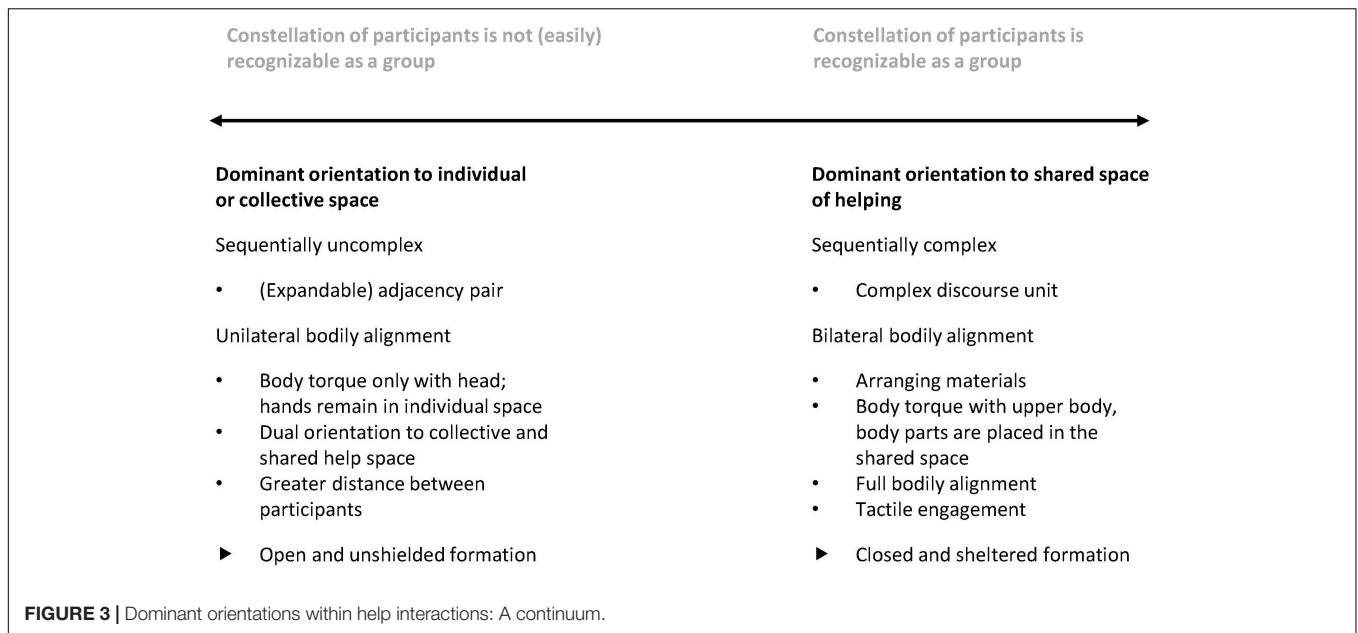 Constellation of participants is not (easily)
recognizable as a group
Constellation of participants is
recognizable as a group
Dominant orientation to individual
or collective space
Sequentially uncomplex
• (Expandable) adjacency pair
Unilateral bodily alignment
• Body torque only with head;
hands remain in individual space
• Dual orientation to collective and
shared help space
• Greater distance between
participants
▶ Open and unshielded formation
Dominant orientation to shared space
of helping
Sequentially complex
• Complex discourse unit
Bilateral bodily alignment
• Arranging materials
• Body torque with upper body,
body parts are placed in the
shared space
• Full bodily alignment
• Tactile engagement
▶ Closed and sheltered formation
FIGURE 3 | Dominant orientations within help interactions: A continuum.